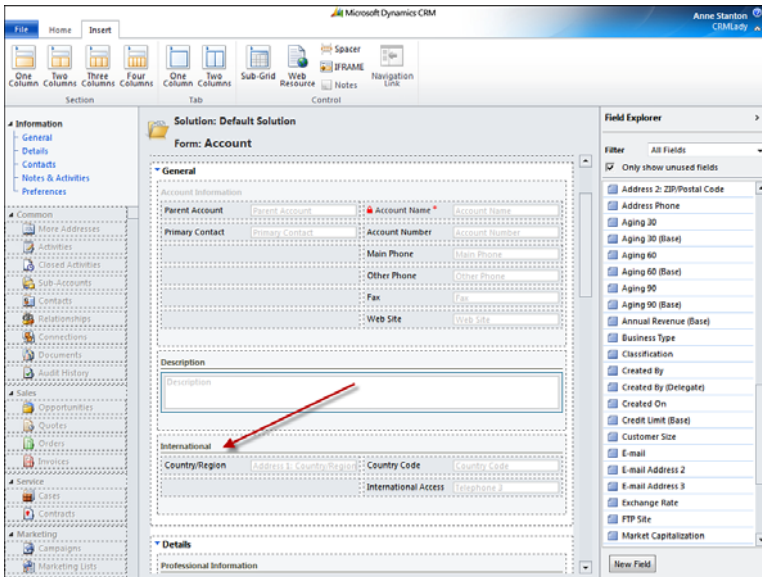 Microsoft Dynamics CRM
Anne Stanton
CRMLady
File Home Insert
One Column
Two Columns
Three Columns
Four Columns
Section
One Column
Two Columns
Tab
Sub-Grid
Web Resource
Spacer
IFRAME
Notes
Navigation Link
Control
Information
General
Details
Contacts
Notes & Activities
Preferences
Common
More Addresses
Activities
Closed Activities
Sub-Accounts
Contacts
Relationships
Connections
Documents
Audit History
Sales
Opportunities
Quotes
Orders
Invoices
Service
Cases
Contracts
Marketing
Campaigns
Marketing Lists
Solution: Default Solution
Form: Account
General
Account Information
Parent Account Parent Account Account Name * Account Name
Primary Contact Primary Contact Account Number Account Number
Main Phone Main Phone
Other Phone Other Phone
Fax Fax
Web Site Web Site
Description
Description
International
Country/Region Address 1: Country/Region Country Code Country Code
International Access Telephone 3
Details
Professional Information
Field Explorer >
Filter All Fields
Only show unused fields
Address 2: ZIP/Postal Code
Address Phone
Aging 30
Aging 30 (Base)
Aging 60
Aging 60 (Base)
Aging 90
Aging 90 (Base)
Annual Revenue (Base)
Business Type
Classification
Created By
Created By (Delegate)
Created On
Credit Limit (Base)
Customer Size
E-mail
E-mail Address 2
E-mail Address 3
Exchange Rate
FTP Site
Market Capitalization
New Field